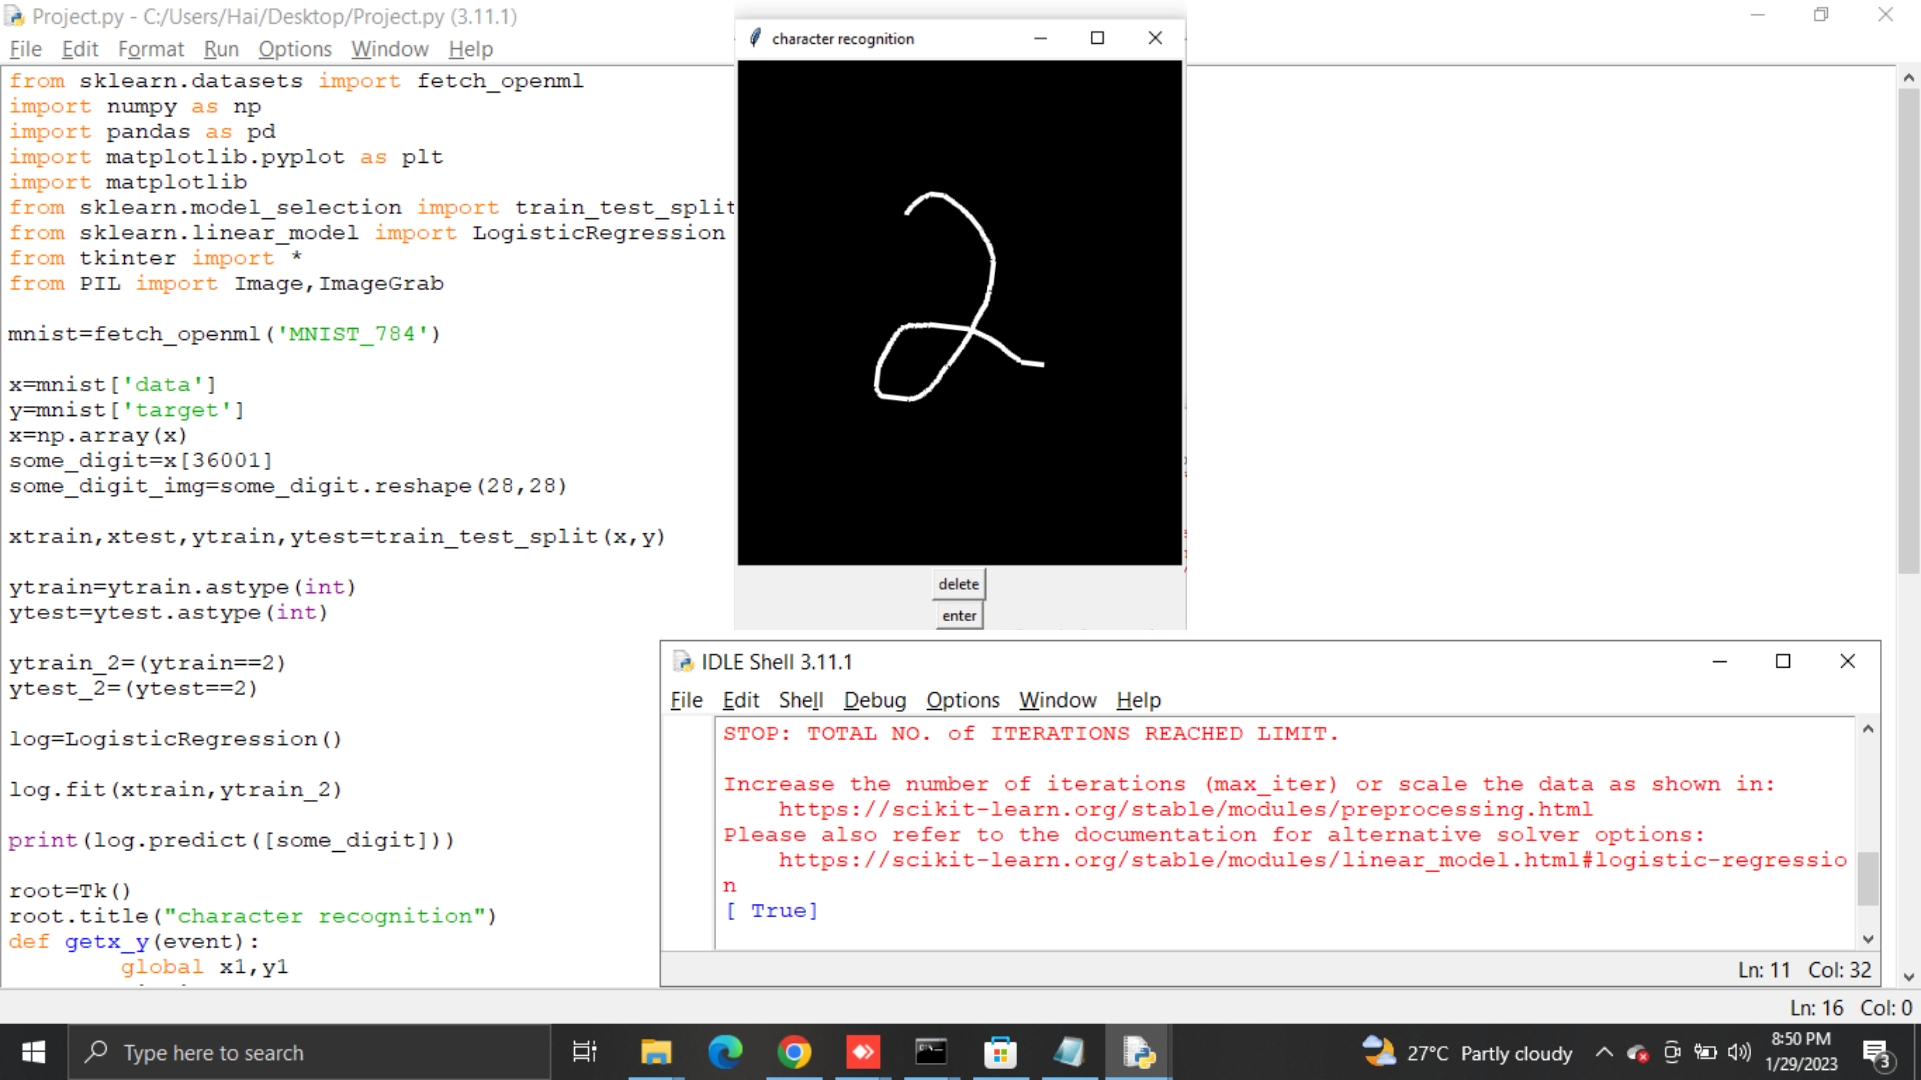 Project.py - C:/Users/Hai/Desktop/Project.py (3.11.1)
File Edit Format Run Options Window Help
from sklearn.datasets import fetch_openml
import numpy as np
import pandas as pd
import matplotlib.pyplot as plt
import matplotlib
from sklearn.model_selection import train_test_split
from sklearn.linear_model import LogisticRegression
from tkinter import *
from PIL import Image,ImageGrab
mnist=fetch_openml('MNIST_784')
x=mnist['data']
y=mnist['target']
x=np.array(x)
some_digit=x[36001]
some_digit_img=some_digit.reshape(28,28)
xtrain,xtest,ytrain,ytest=train_test_split(x,y)
ytrain=ytrain.astype(int)
ytest=ytest.astype(int)
ytrain_2=(ytrain==2)
ytest_2=(ytest==2)
log=LogisticRegression()
log.fit(xtrain,ytrain_2)
print(log.predict([some_digit]))
root=Tk()
root.title("character recognition")
def getx_y(event):
global x1,y1
character recognition
2
delete
enter
IDLE Shell 3.11.1
File Edit Shell Debug Options Window Help
STOP: TOTAL NO. of ITERATIONS REACHED LIMIT.
Increase the number of iterations (max_iter) or scale the data as shown in:
https://scikit-learn.org/stable/modules/preprocessing.html
Please also refer to the documentation for alternative solver options:
https://scikit-learn.org/stable/modules/linear_model.html#logistic-regressio
n
[ True]
Ln: 11 Col: 32
Ln: 16 Col: 0
Type here to search
27°C Partly cloudy
8:50 PM
1/29/2023
3